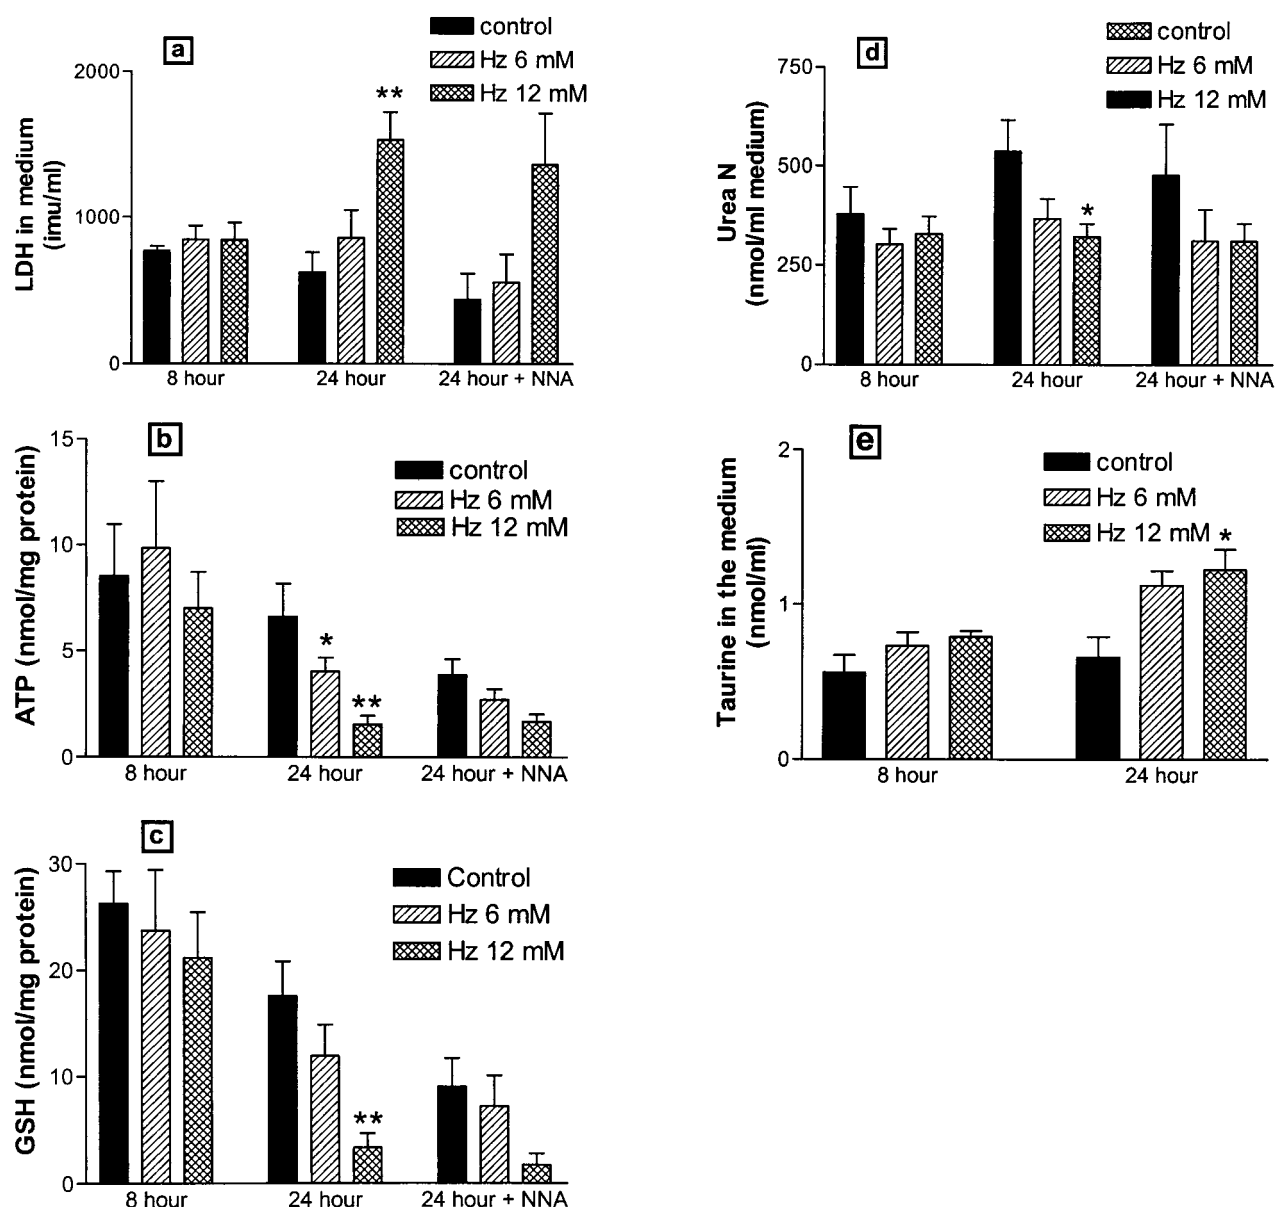 a
control
Hz 6 mM
Hz 12 mM
2000
1000
0
LDH in medium
(imu/ml)
**
8 hour
24 hour
24 hour + NNA
b
control
Hz 6 mM
Hz 12 mM
15
10
5
0
ATP (nmol/mg protein)
*
**
8 hour
24 hour
24 hour + NNA
c
Control
Hz 6 mM
Hz 12 mM
30
20
10
0
GSH (nmol/mg protein)
**
8 hour
24 hour
24 hour + NNA
d
control
Hz 6 mM
Hz 12 mM
750
500
250
0
Urea N
(nmol/ml medium)
*
8 hour
24 hour
24 hour + NNA
e
control
Hz 6 mM
Hz 12 mM
2
1
0
Taurine in the medium
(nmol/ml)
*
8 hour
24 hour